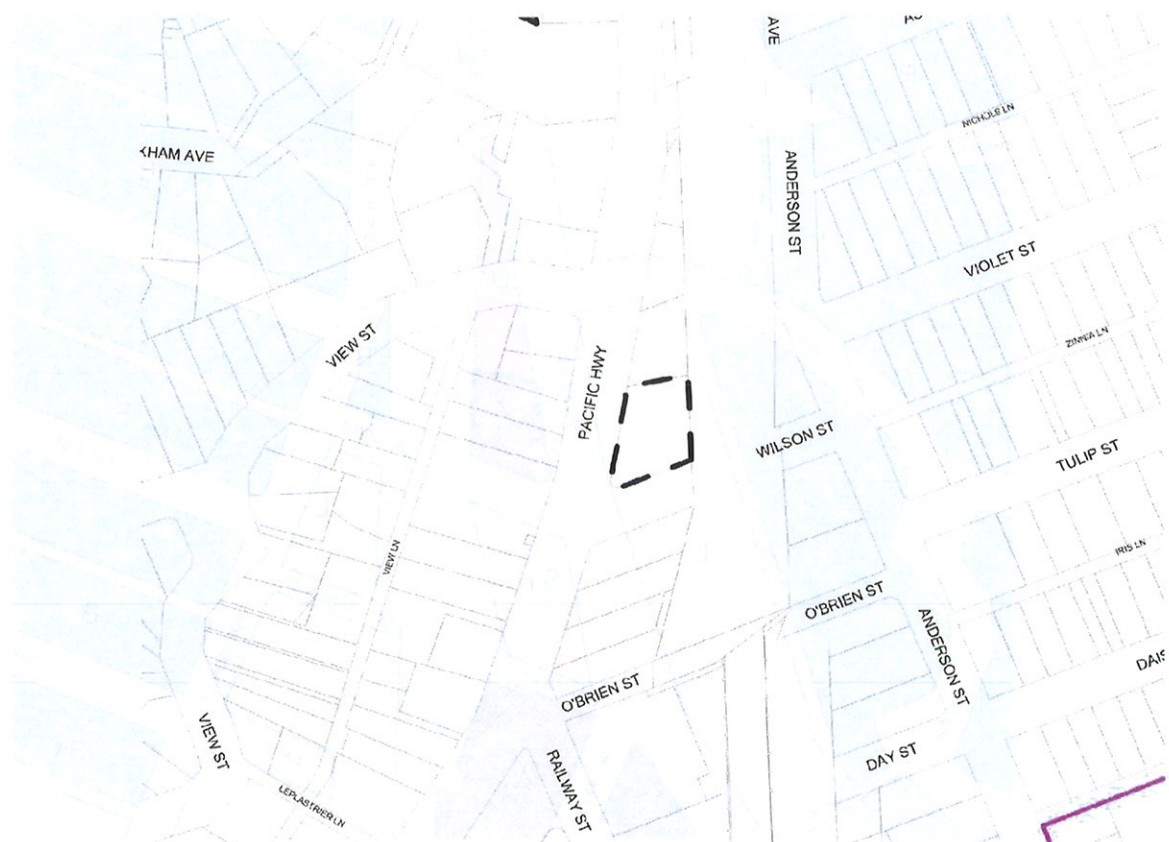 AVE
NICHOLS LN
KHAM AVE
ANDERSON ST
VIOLET ST
VIEW ST
ZINNIA LN
PACIFIC HWY
WILSON ST
TULIP ST
VIEW LN
IRIS LN
O'BRIEN ST
ANDERSON ST
DAIS
O'BRIEN ST
VIEW ST
DAY ST
RAILWAY ST
LEPLASTRIER LN